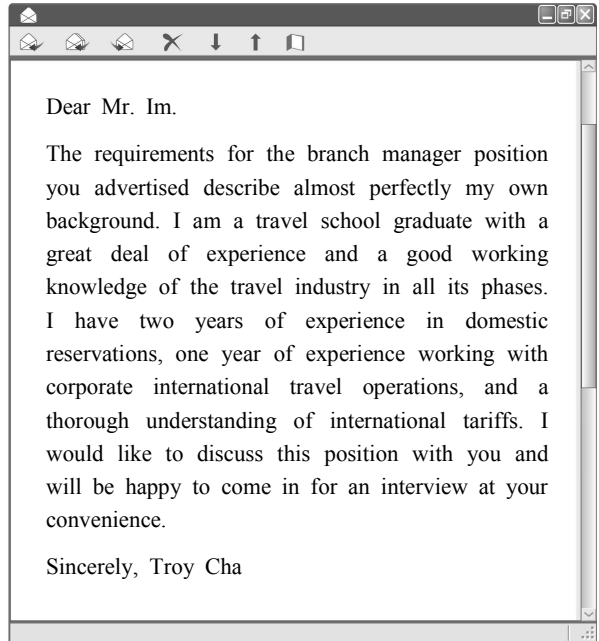 Dear Mr. Im.
The requirements for the branch manager position
you advertised describe almost perfectly my own
background. I am a travel school graduate with a
great deal of experience and a good working
knowledge of the travel industry in all its phases.
I have two years of experience in domestic
reservations, one year of experience working with
corporate international travel operations, and a
thorough understanding of international tariffs. I
would like to discuss this position with you and
will be happy to come in for an interview at your
convenience.
Sincerely, Troy Cha